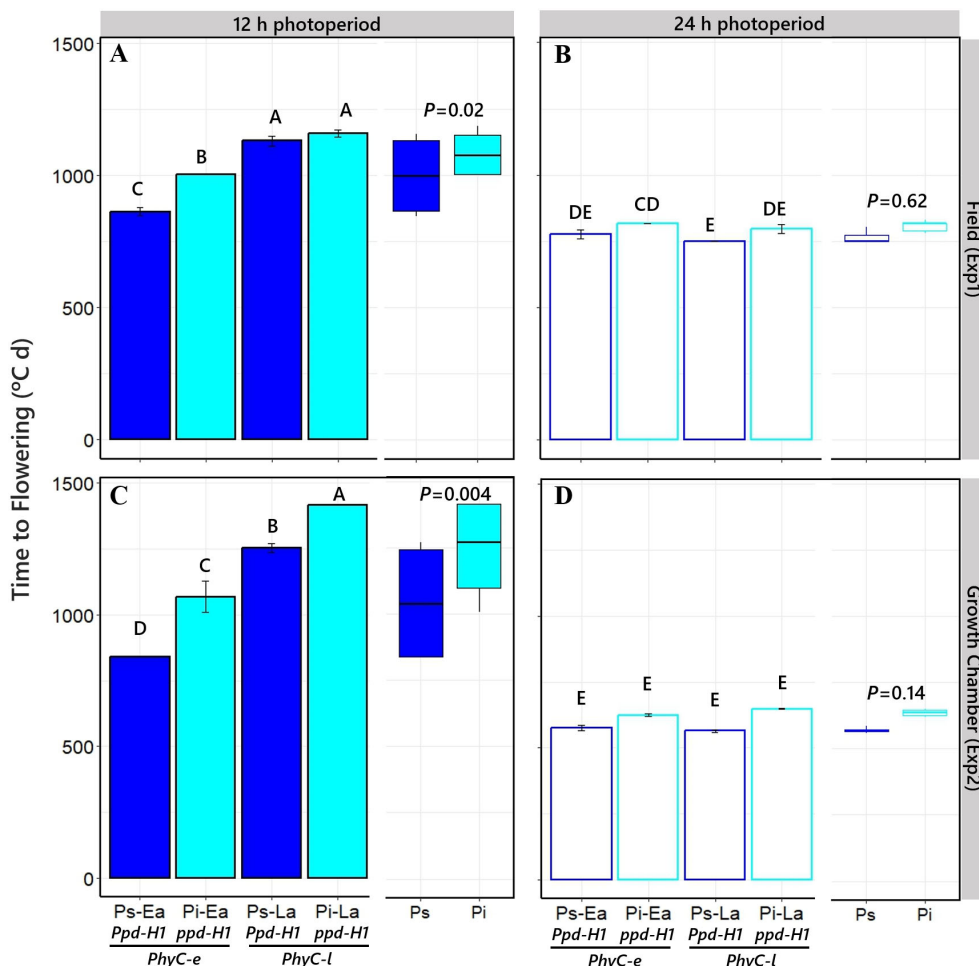 12 h photoperiod
24 h photoperiod
Time to Flowering (°C d)
A
1500
1000
500
0
C
B
A
A
P=0.02
B
DE
CD
E
DE
P=0.62
Field (Exp1)
C
1500
1000
500
0
D
C
B
A
P=0.004
D
E
E
E
E
P=0.14
Growth Chamber (Exp2)
Ps-Ea Pi-Ea Ps-La Pi-La Ps Pi
Ppd-H1 ppd-H1 Ppd-H1 ppd-H1
PhyC-e PhyC-l
Ps-Ea Pi-Ea Ps-La Pi-La Ps Pi
Ppd-H1 ppd-H1 Ppd-H1 ppd-H1
PhyC-e PhyC-l